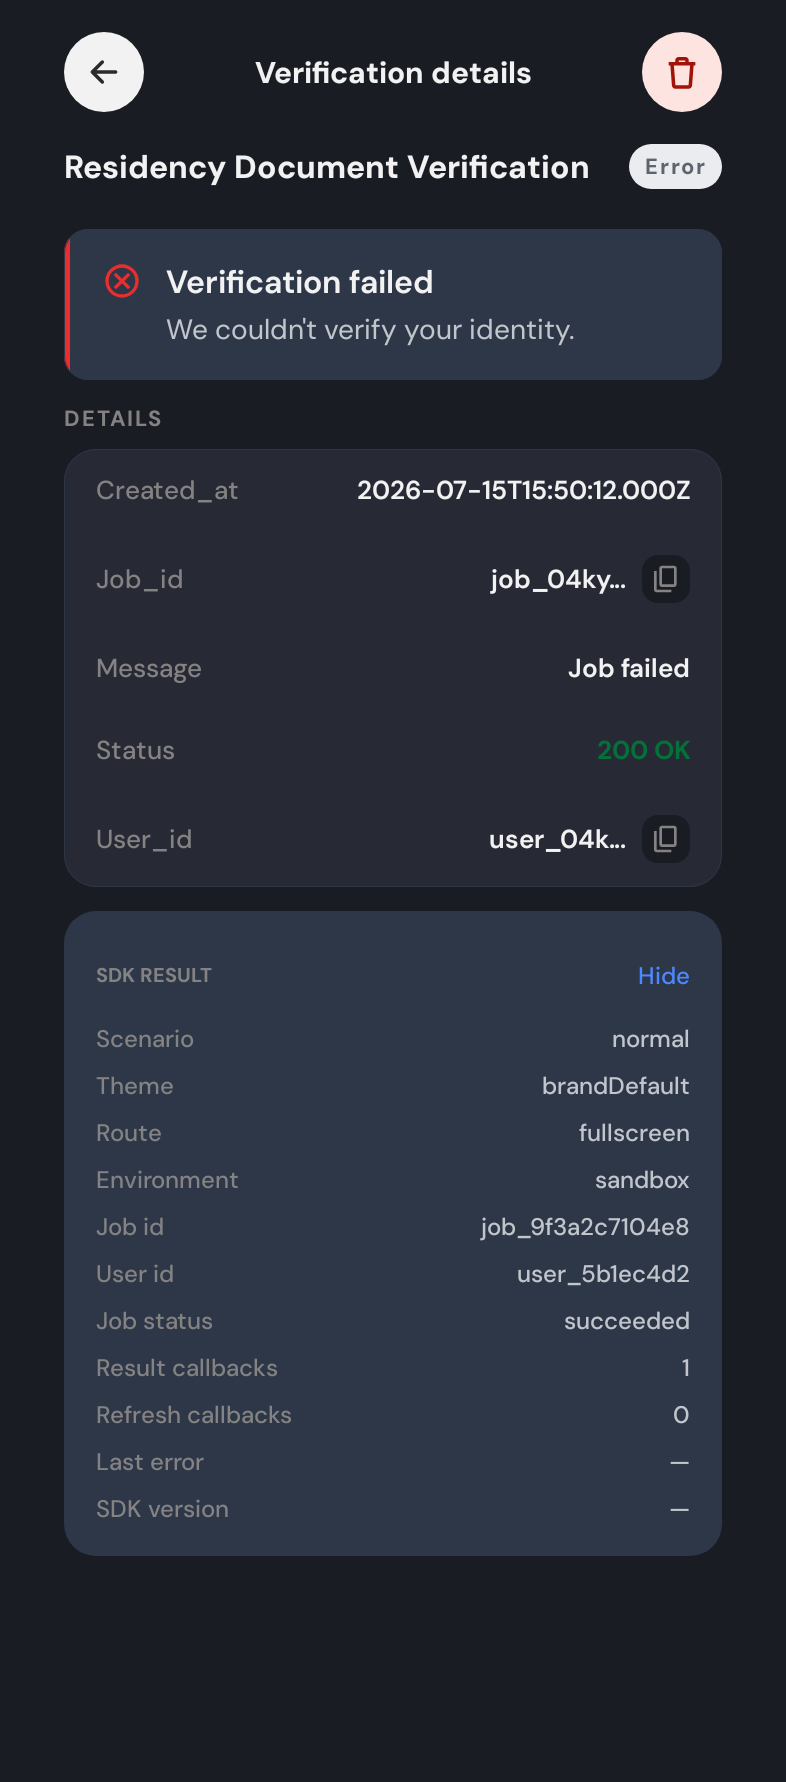 Verification details
Residency Document Verification Error
Verification failed
We couldn't verify your identity.
DETAILS
Created_at 2026-07-15T15:50:12.000Z
Job_id job_04ky...
Message Job failed
Status 200 OK
User_id user_04k...
SDK RESULT Hide
Scenario normal
Theme brandDefault
Route fullscreen
Environment sandbox
Job id job_9f3a2c7104e8
User id user_5b1ec4d2
Job status succeeded
Result callbacks 1
Refresh callbacks 0
Last error —
SDK version —